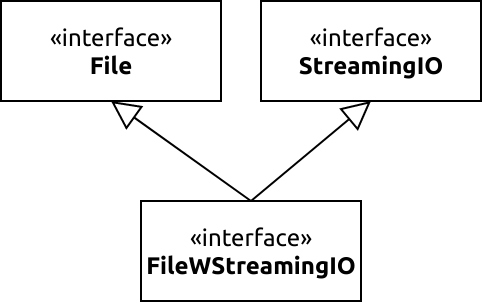 «interface»
File
«interface»
StreamingIO
«interface»
FileWStreamingIO